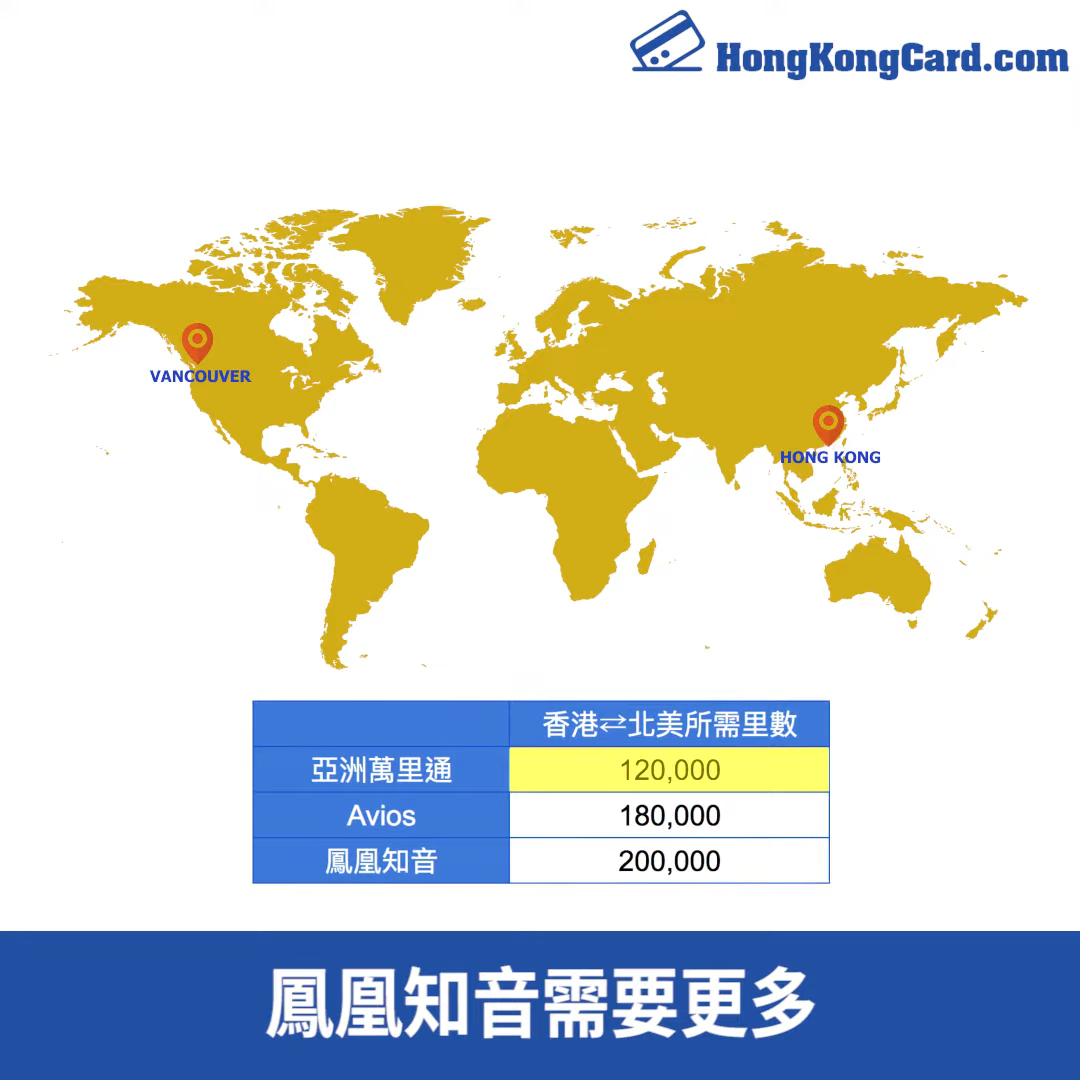 HongKongCard.com
VANCOUVER
HONG KONG
香港⇄北美所需里數
亞洲萬里通 120,000
Avios 180,000
鳳凰知音 200,000
鳳凰知音需要更多